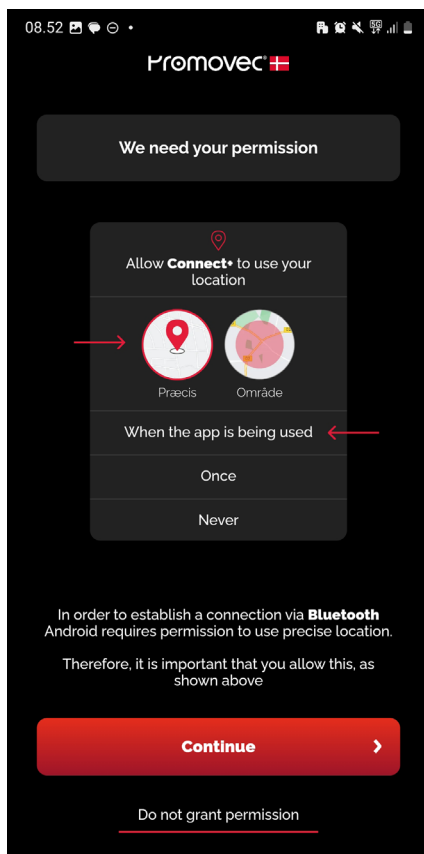 08.52
Promovec
We need your permission
Allow Connect+ to use your
location
Præcis
Område
When the app is being used
Once
Never
In order to establish a connection via Bluetooth
Android requires permission to use precise location.
Therefore, it is important that you allow this, as
shown above
Continue
Do not grant permission